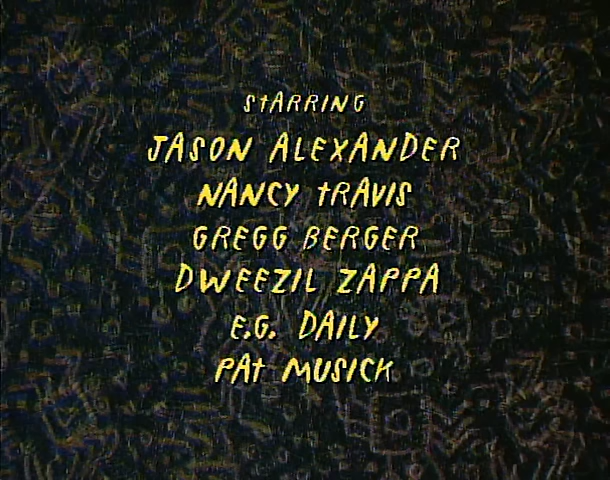 STARRING
JASON ALEXANDER
NANCY TRAVIS
GREGG BERGER
DWEEZIL ZAPPA
E.G. DAILY
PAT MUSICK